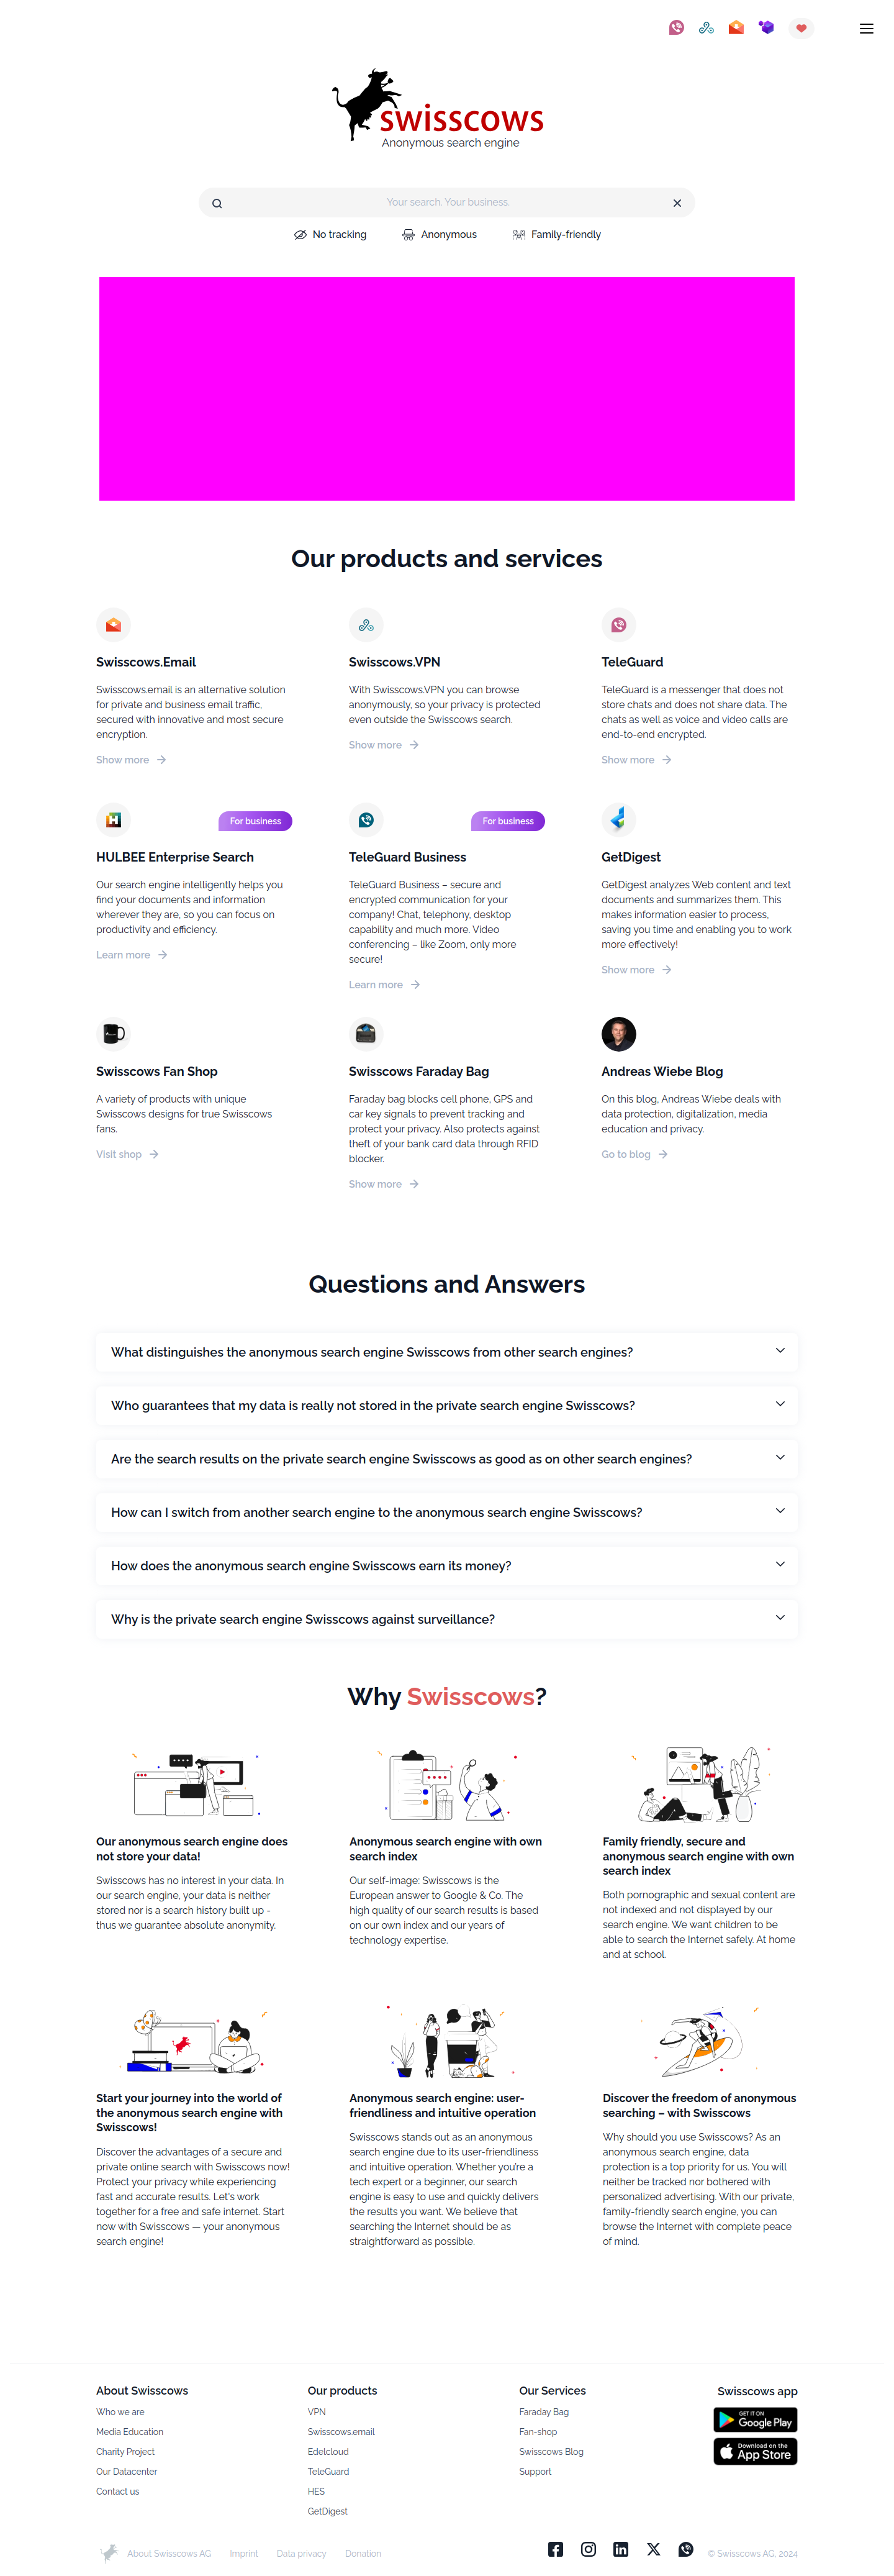 swisscows
Anonymous search engine
Your search. Your business.
No tracking
Anonymous
Family-friendly
Our products and services
Swisscows.Email
Swisscows.email is an alternative solution
for private and business email traffic,
secured with innovative and most secure
encryption.
Show more
Swisscows.VPN
With Swisscows.VPN you can browse
anonymously, so your privacy is protected
even outside the Swisscows search.
Show more
TeleGuard
TeleGuard is a messenger that does not
store chats and does not share data. The
chats as well as voice and video calls are
end-to-end encrypted.
Show more
For business
HULBEE Enterprise Search
Our search engine intelligently helps you
find your documents and information
wherever they are, so you can focus on
productivity and efficiency.
Learn more
For business
TeleGuard Business
TeleGuard Business – secure and
encrypted communication for your
company! Chat, telephony, desktop
capability and much more. Video
conferencing – like Zoom, only more
secure!
Learn more
GetDigest
GetDigest analyzes Web content and text
documents and summarizes them. This
makes information easier to process,
saving you time and enabling you to work
more effectively!
Show more
Swisscows Fan Shop
A variety of products with unique
Swisscows designs for true Swisscows
fans.
Visit shop
Swisscows Faraday Bag
Faraday bag blocks cell phone, GPS and
car key signals to prevent tracking and
protect your privacy. Also protects against
theft of your bank card data through RFID
blocker.
Show more
Andreas Wiebe Blog
On this blog, Andreas Wiebe deals with
data protection, digitalization, media
education and privacy.
Go to blog
Questions and Answers
What distinguishes the anonymous search engine Swisscows from other search engines?
Who guarantees that my data is really not stored in the private search engine Swisscows?
Are the search results on the private search engine Swisscows as good as on other search engines?
How can I switch from another search engine to the anonymous search engine Swisscows?
How does the anonymous search engine Swisscows earn its money?
Why is the private search engine Swisscows against surveillance?
Why Swisscows?
Our anonymous search engine does
not store your data!
Swisscows has no interest in your data. In
our search engine, your data is neither
stored nor is a search history built up -
thus we guarantee absolute anonymity.
Anonymous search engine with own
search index
Our self-image: Swisscows is the
European answer to Google & Co. The
high quality of our search results is based
on our own index and our years of
technology expertise.
Family friendly, secure and
anonymous search engine with own
search index
Both pornographic and sexual content are
not indexed and not displayed by our
search engine. We want children to be
able to search the Internet safely. At home
and at school.
Start your journey into the world of
the anonymous search engine with
Swisscows!
Discover the advantages of a secure and
private online search with Swisscows now!
Protect your privacy while experiencing
fast and accurate results. Let's work
together for a free and safe internet. Start
now with Swisscows — your anonymous
search engine!
Anonymous search engine: user-
friendliness and intuitive operation
Swisscows stands out as an anonymous
search engine due to its user-friendliness
and intuitive operation. Whether you're a
tech expert or a beginner, our search
engine is easy to use and quickly delivers
the results you want. We believe that
searching the Internet should be as
straightforward as possible.
Discover the freedom of anonymous
searching – with Swisscows
Why should you use Swisscows? As an
anonymous search engine, data
protection is a top priority for us. You will
neither be tracked nor bothered with
personalized advertising. With our private,
family-friendly search engine, you can
browse the Internet with complete peace
of mind.
About Swisscows
Who we are
Media Education
Charity Project
Our Datacenter
Contact us
Our products
VPN
Swisscows.email
Edelcloud
TeleGuard
HES
GetDigest
Our Services
Faraday Bag
Fan-shop
Swisscows Blog
Support
Swisscows app
GET IT ON
Google Play
Download on the
App Store
About Swisscows AG
Imprint
Data privacy
Donation
© Swisscows AG, 2024